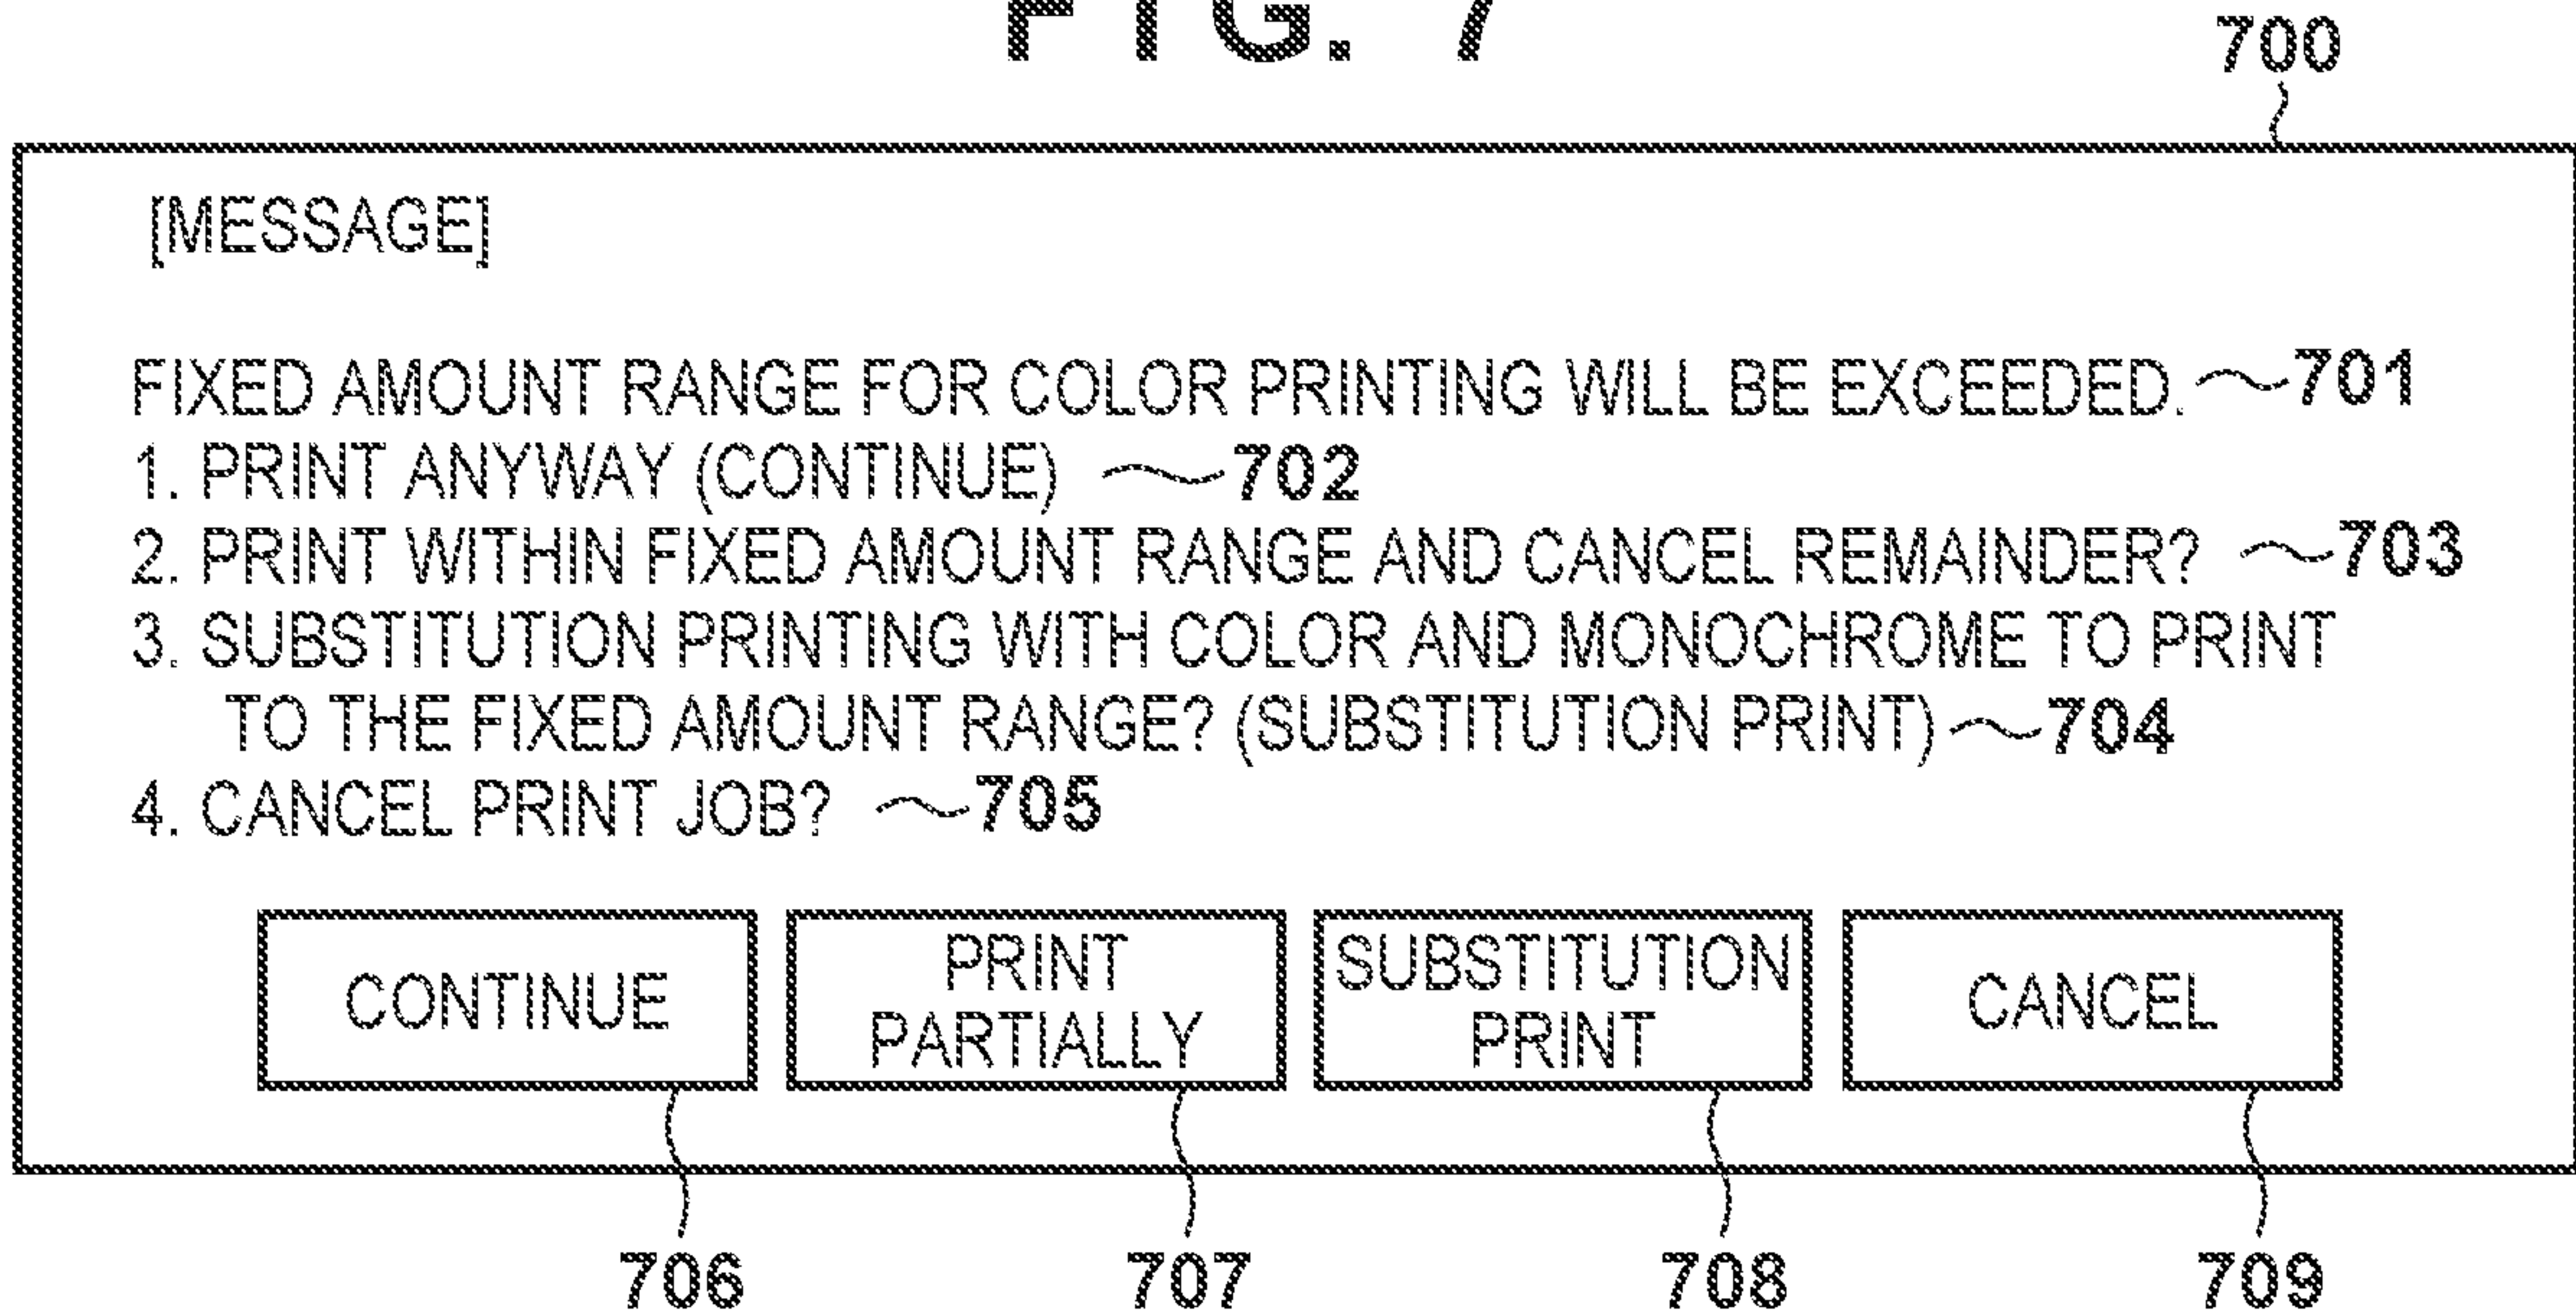 FIG. 7
700
[MESSAGE]
FIXED AMOUNT RANGE FOR COLOR PRINTING WILL BE EXCEEDED. 701
1. PRINT ANYWAY (CONTINUE) 702
2. PRINT WITHIN FIXED AMOUNT RANGE AND CANCEL REMAINDER? 703
3. SUBSTITUTION PRINTING WITH COLOR AND MONOCHROME TO PRINT
TO THE FIXED AMOUNT RANGE? (SUBSTITUTION PRINT) 704
4. CANCEL PRINT JOB? 705
CONTINUE
PRINT
PARTIALLY
SUBSTITUTION
PRINT
CANCEL
706 707 708 709